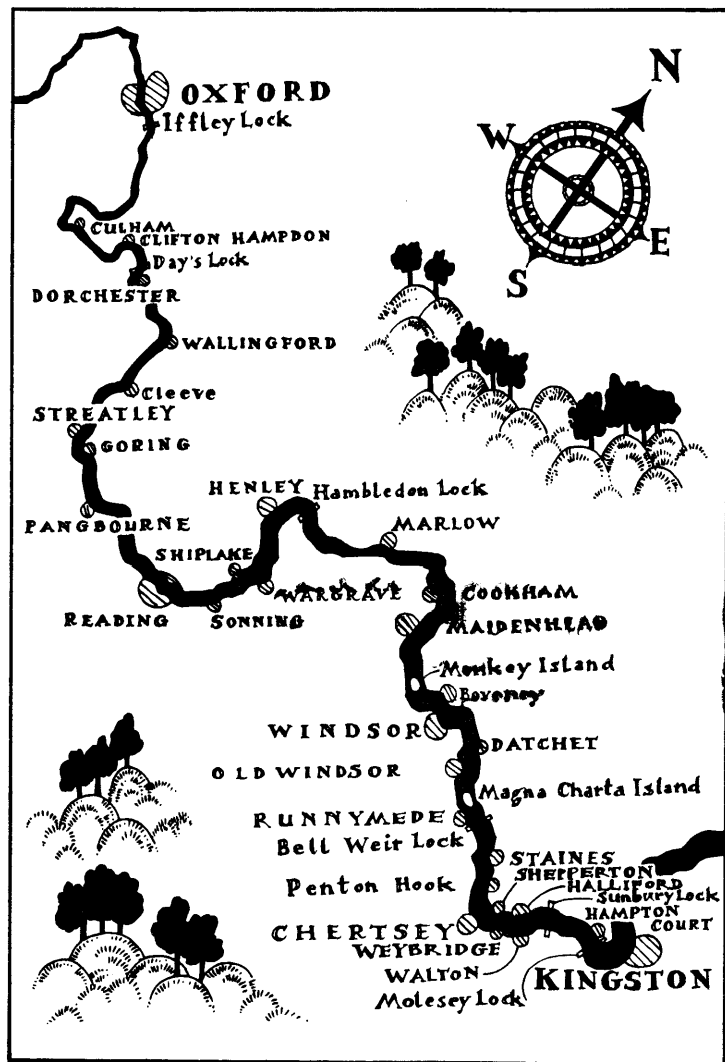 N
W
E
S
OXFORD
Iffley Lock
CULHAM
CLIFTON HAMPDON
Day's Lock
DORCHESTER
WALLINGFORD
Cleeve
STREATLEY
GORING
HENLEY
Hambledon Lock
PANGBOURNE
MARLOW
SHIPLAKE
WARGRAVE
COOKHAM
READING
SONNING
MAIDENHEAD
Monkey Island
Boveney
WINDSOR
DATCHET
OLD WINDSOR
Magna Charta Island
RUNNYMEDE
Bell Weir Lock
STAINES
SHEPPERTON
Penton Hook
HALLIFORD
Sunbury Lock
CHERTSEY
HAMPTON
COURT
WEYBRIDGE
WALTON
KINGSTON
Molesey Lock